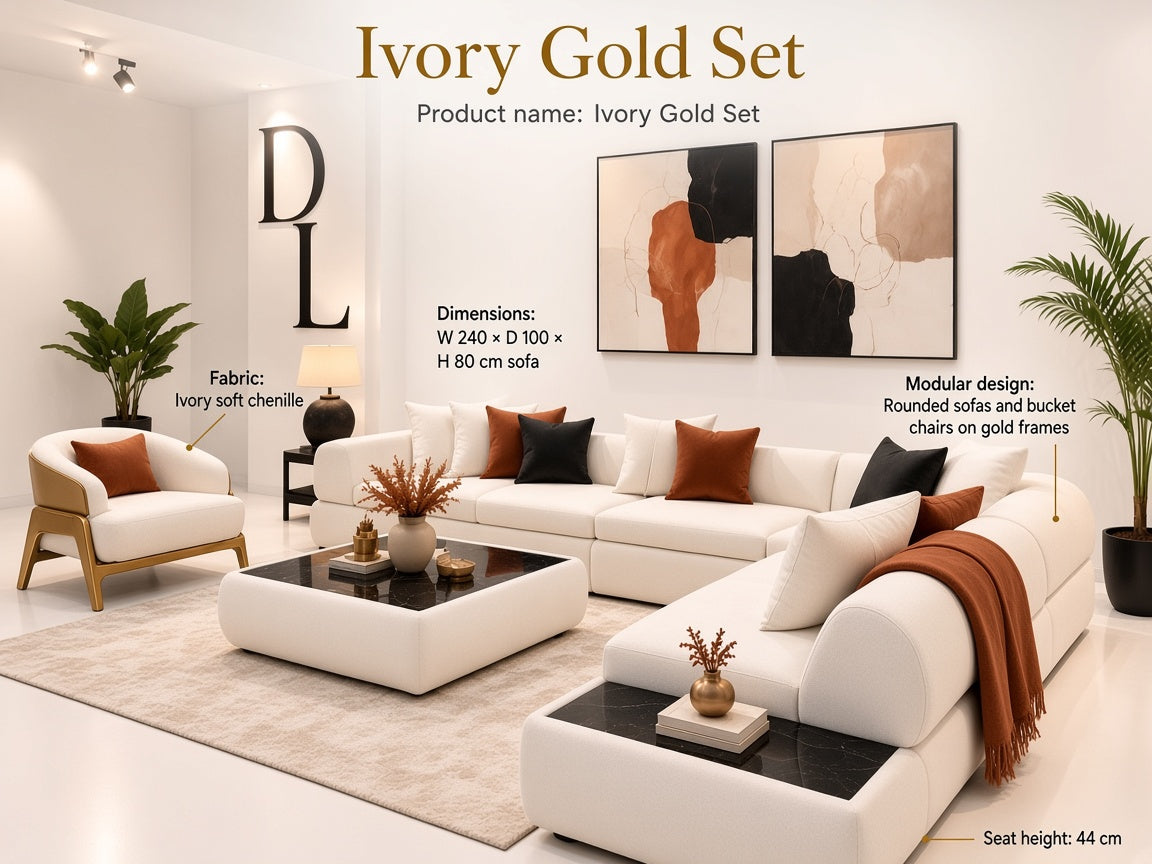 Ivory Gold Set
Product name: Ivory Gold Set
D
L
Dimensions:
W 240 × D 100 ×
H 80 cm sofa
Fabric:
Ivory soft chenille
Modular design:
Rounded sofas and bucket
chairs on gold frames
Seat height: 44 cm